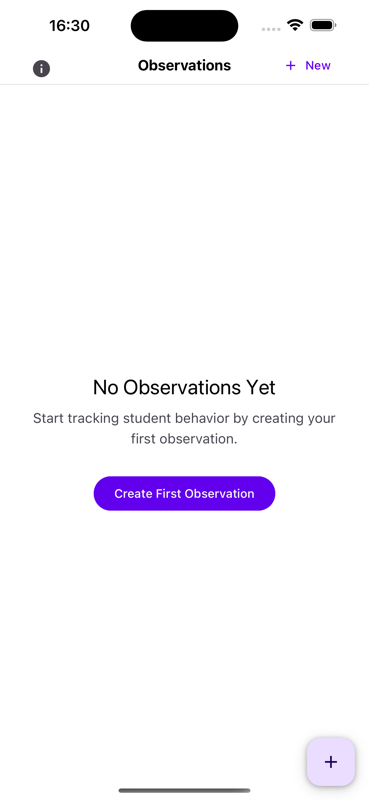 16:30
Observations
+ New
No Observations Yet
Start tracking student behavior by creating your
first observation.
Create First Observation
+